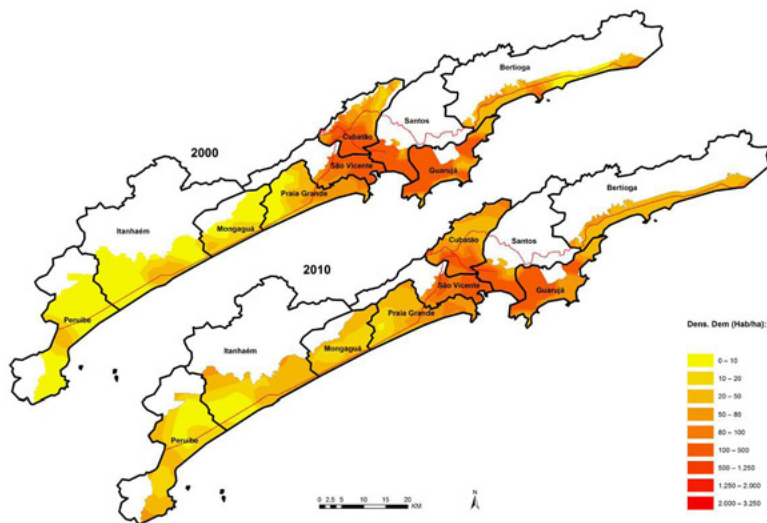 2000
Bertioga
Santos
Cubatão
São Vicente
Guarujá
Praia Grande
Mongaguá
Itanhaém
Peruíbe
2010
Bertioga
Santos
Cubatão
São Vicente
Guarujá
Praia Grande
Mongaguá
Itanhaém
Peruíbe
Dens. Dem (Hab/ha):
0 – 10
10 – 20
20 – 50
50 – 80
80 – 100
100 – 500
500 – 1.250
1.250 – 2.000
2.000 – 3.250
0 2,5 5 10 15 20
KM
N